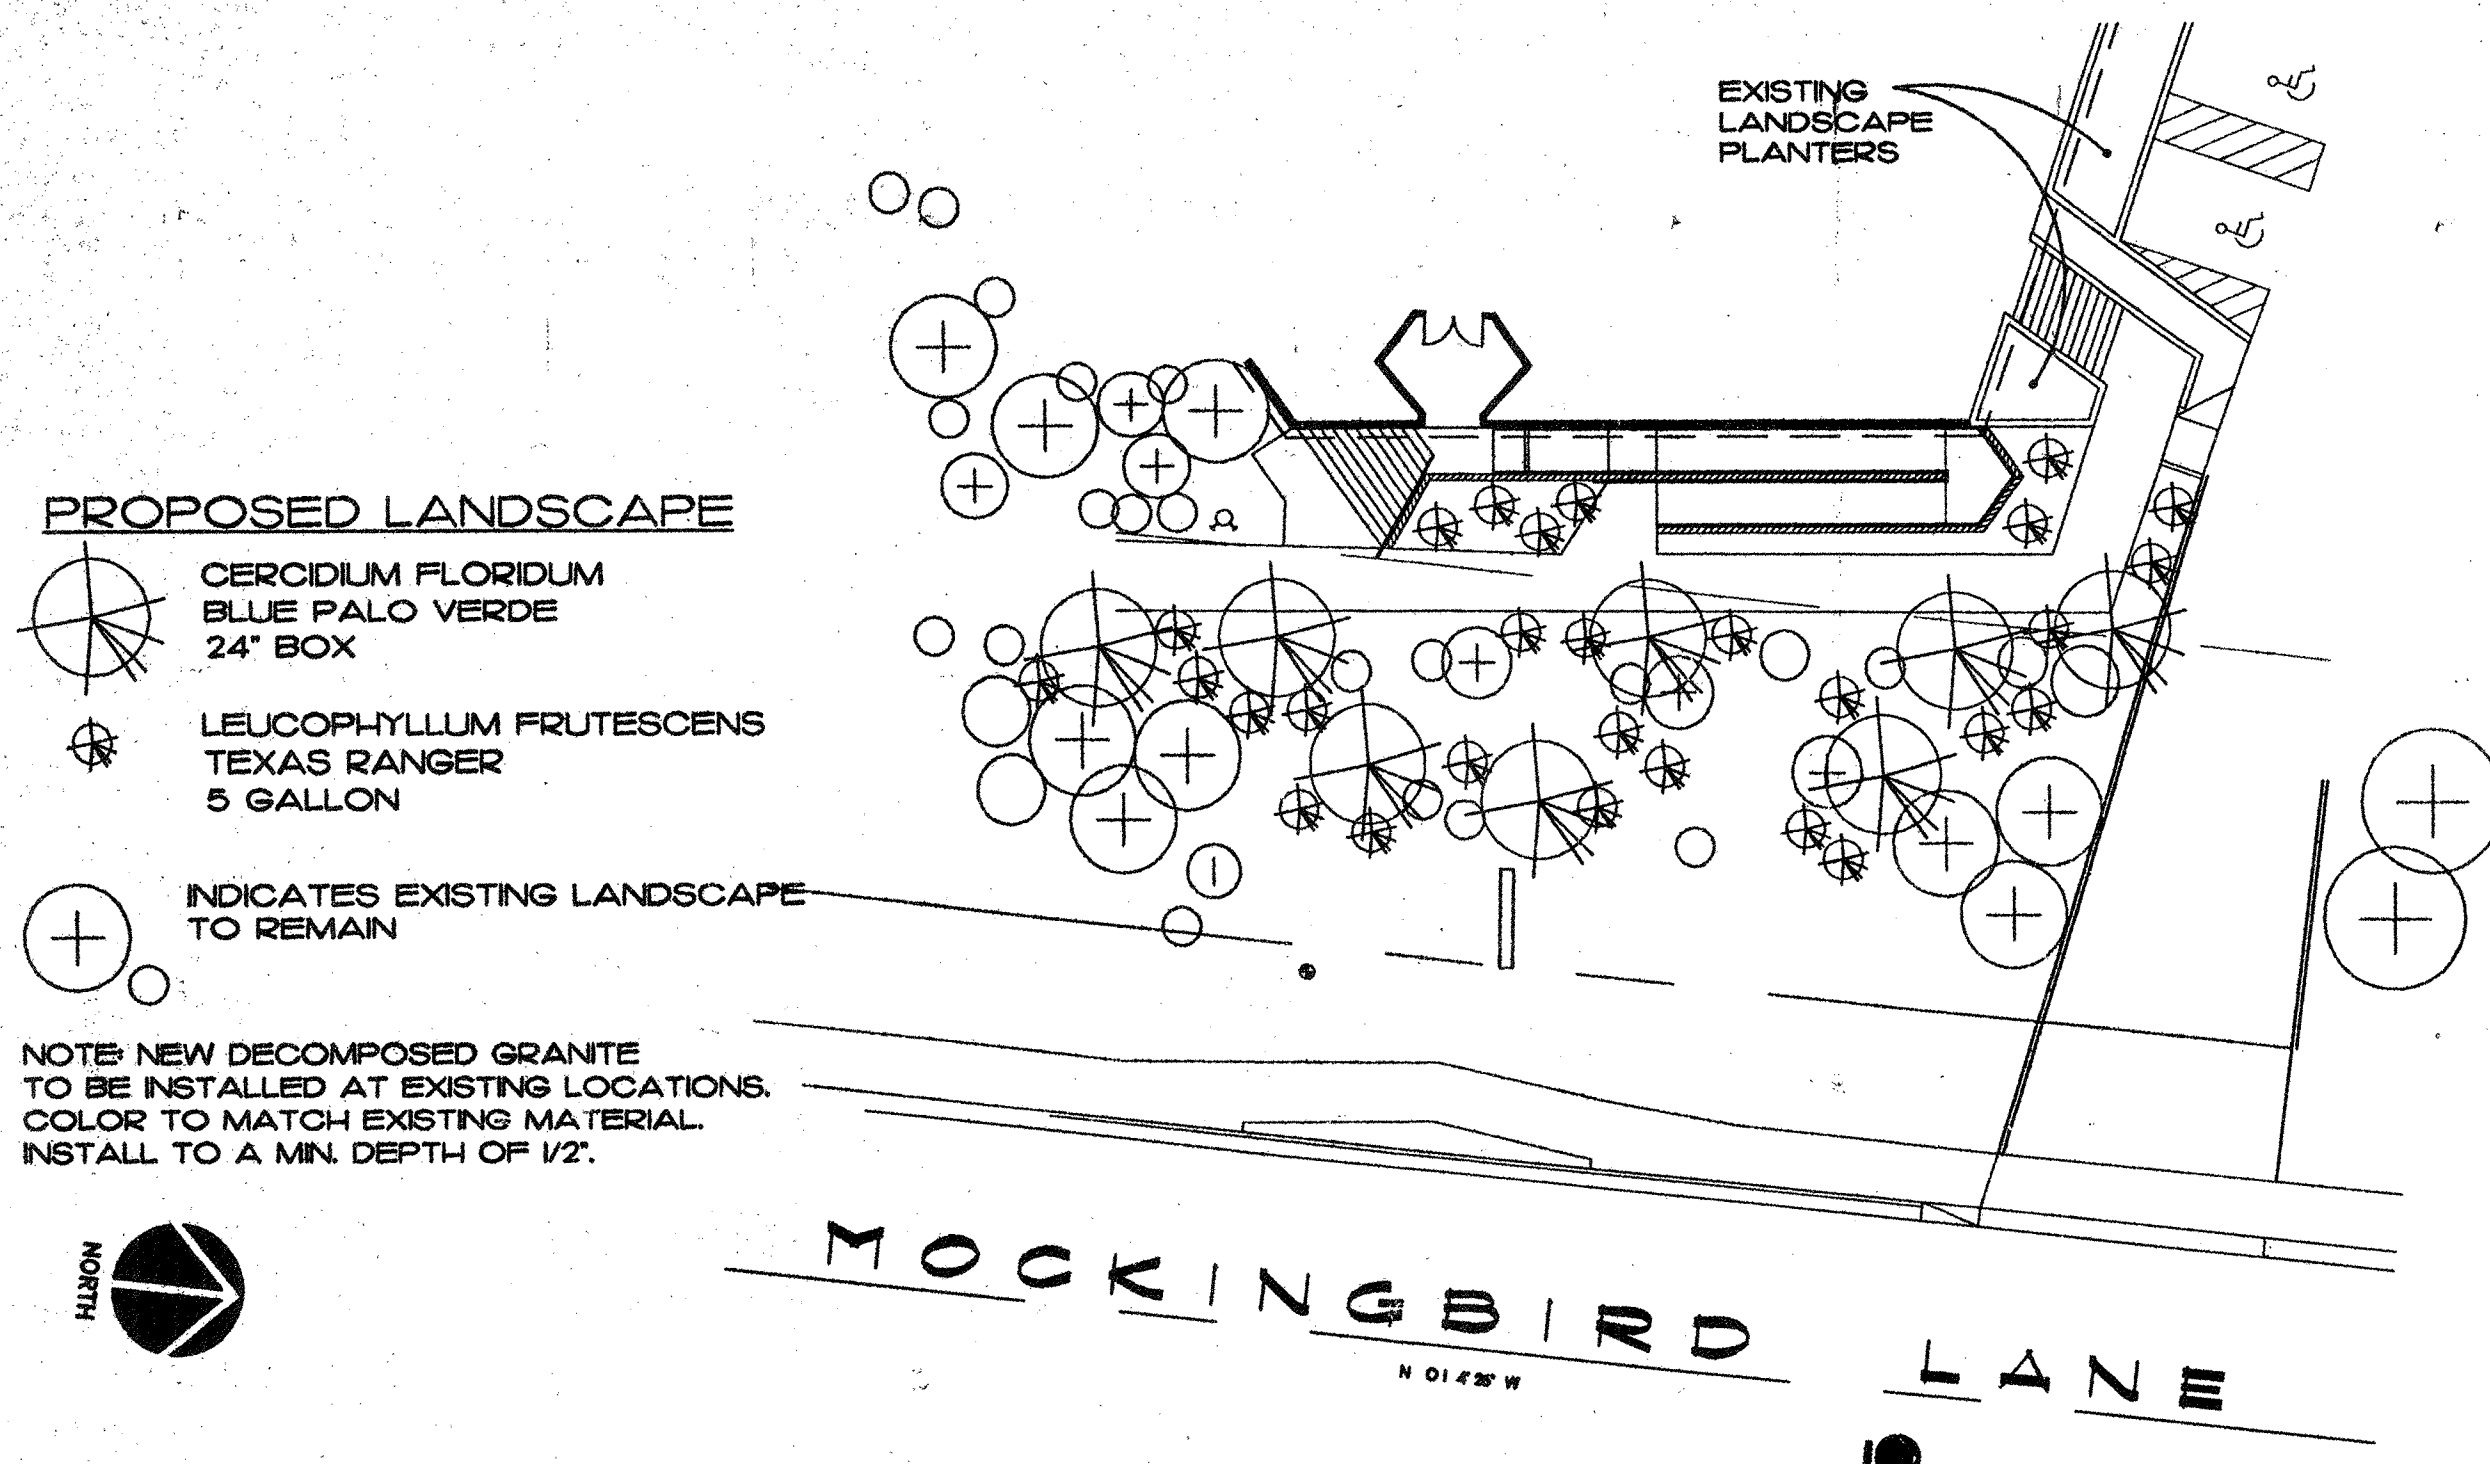 EXISTING
LANDSCAPE
PLANTERS
PROPOSED LANDSCAPE
CERCIDIUM FLORIDUM
BLUE PALO VERDE
24" BOX
LEUCOPHYLLUM FRUTESCENS
TEXAS RANGER
5 GALLON
INDICATES EXISTING LANDSCAPE
TO REMAIN
NOTE: NEW DECOMPOSED GRANITE
TO BE INSTALLED AT EXISTING LOCATIONS.
COLOR TO MATCH EXISTING MATERIAL.
INSTALL TO A MIN. DEPTH OF 1/2".
NORTH
MOCKINGBIRD LANE
N W